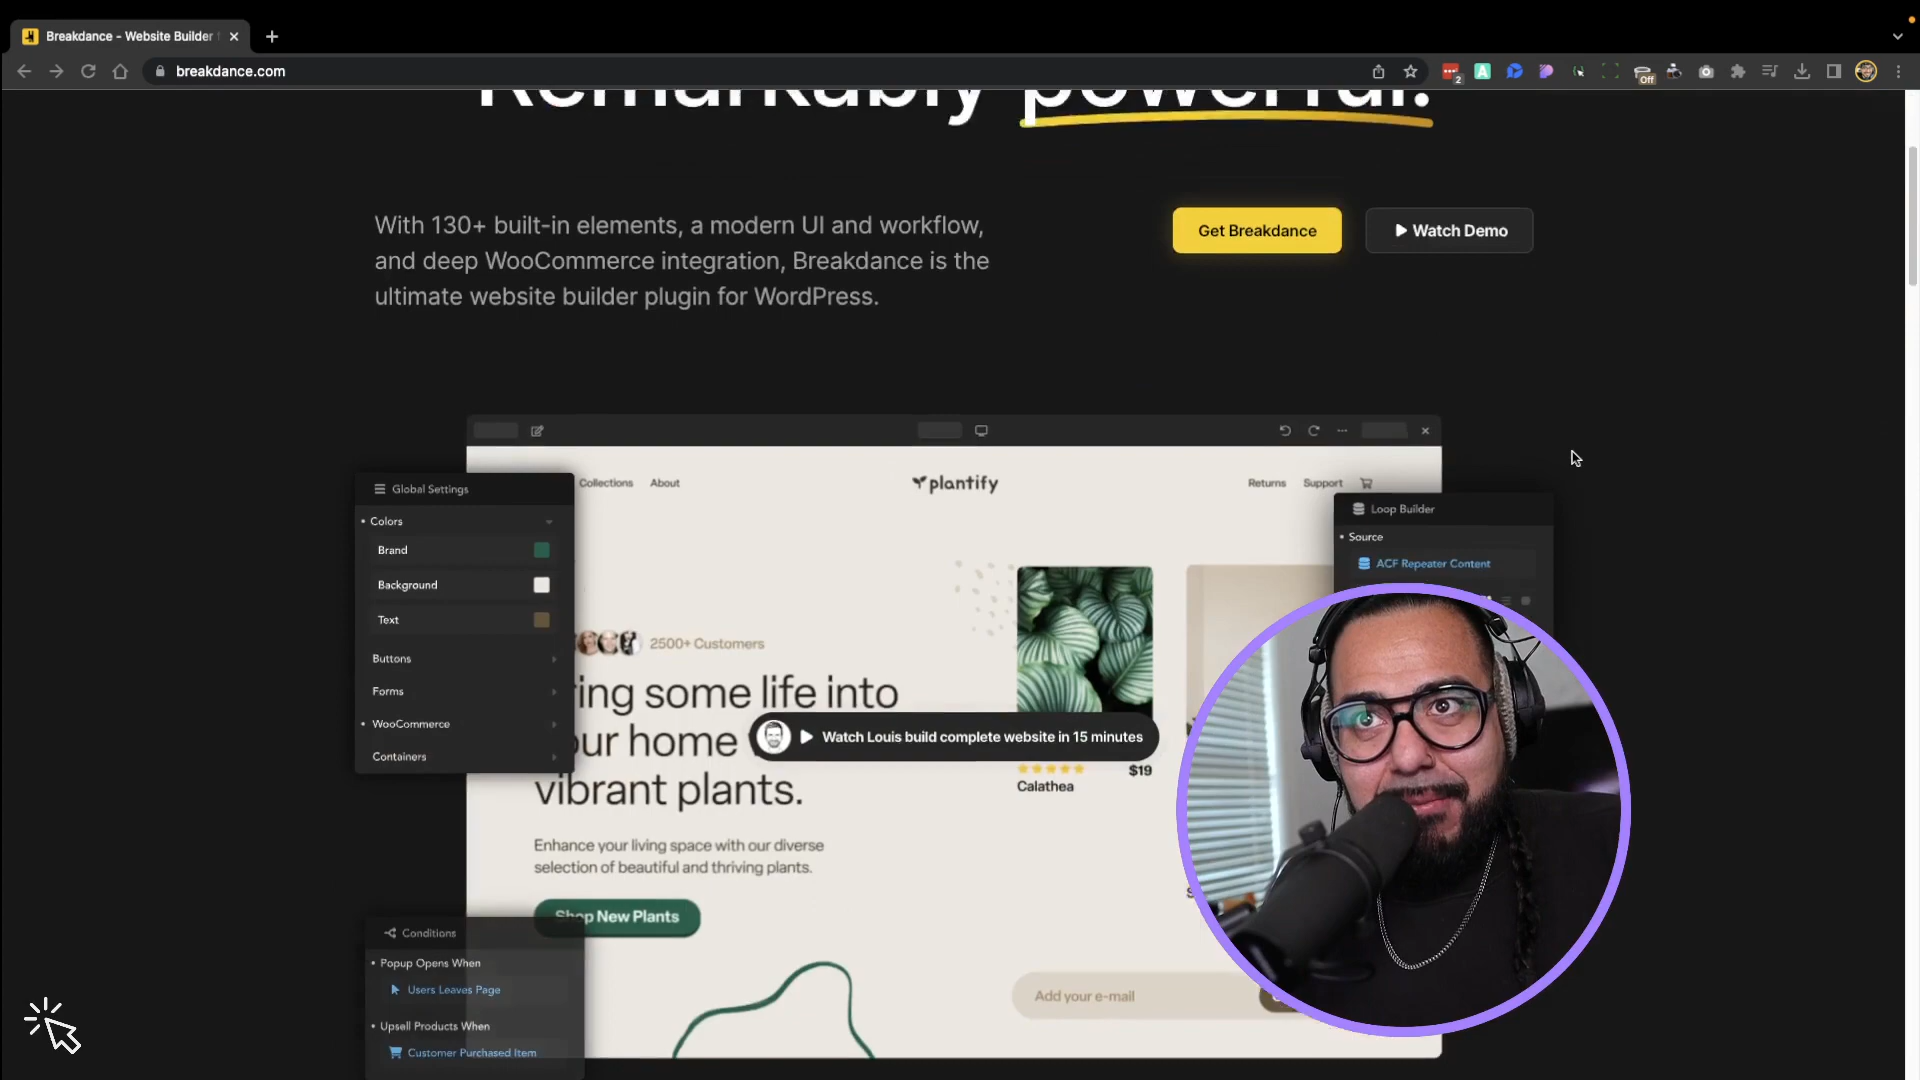 Breakdance - Website Builder
breakdance.com
2
Off
Remarkably powerful.
With 130+ built-in elements, a modern UI and workflow,
and deep WooCommerce integration, Breakdance is the
ultimate website builder plugin for WordPress.
Get Breakdance
Watch Demo
Collections
About
plantify
Returns
Support
Global Settings
Colors
Brand
Background
Text
Buttons
Forms
WooCommerce
Containers
Loop Builder
Source
ACF Repeater Content
2500+ Customers
ing some life into
our home
vibrant plants.
Watch Louis build complete website in 15 minutes
$19
Calathea
Enhance your living space with our diverse
selection of beautiful and thriving plants.
Shop New Plants
Add your e-mail
Conditions
Popup Opens When
Users Leaves Page
Upsell Products When
Customer Purchased Item